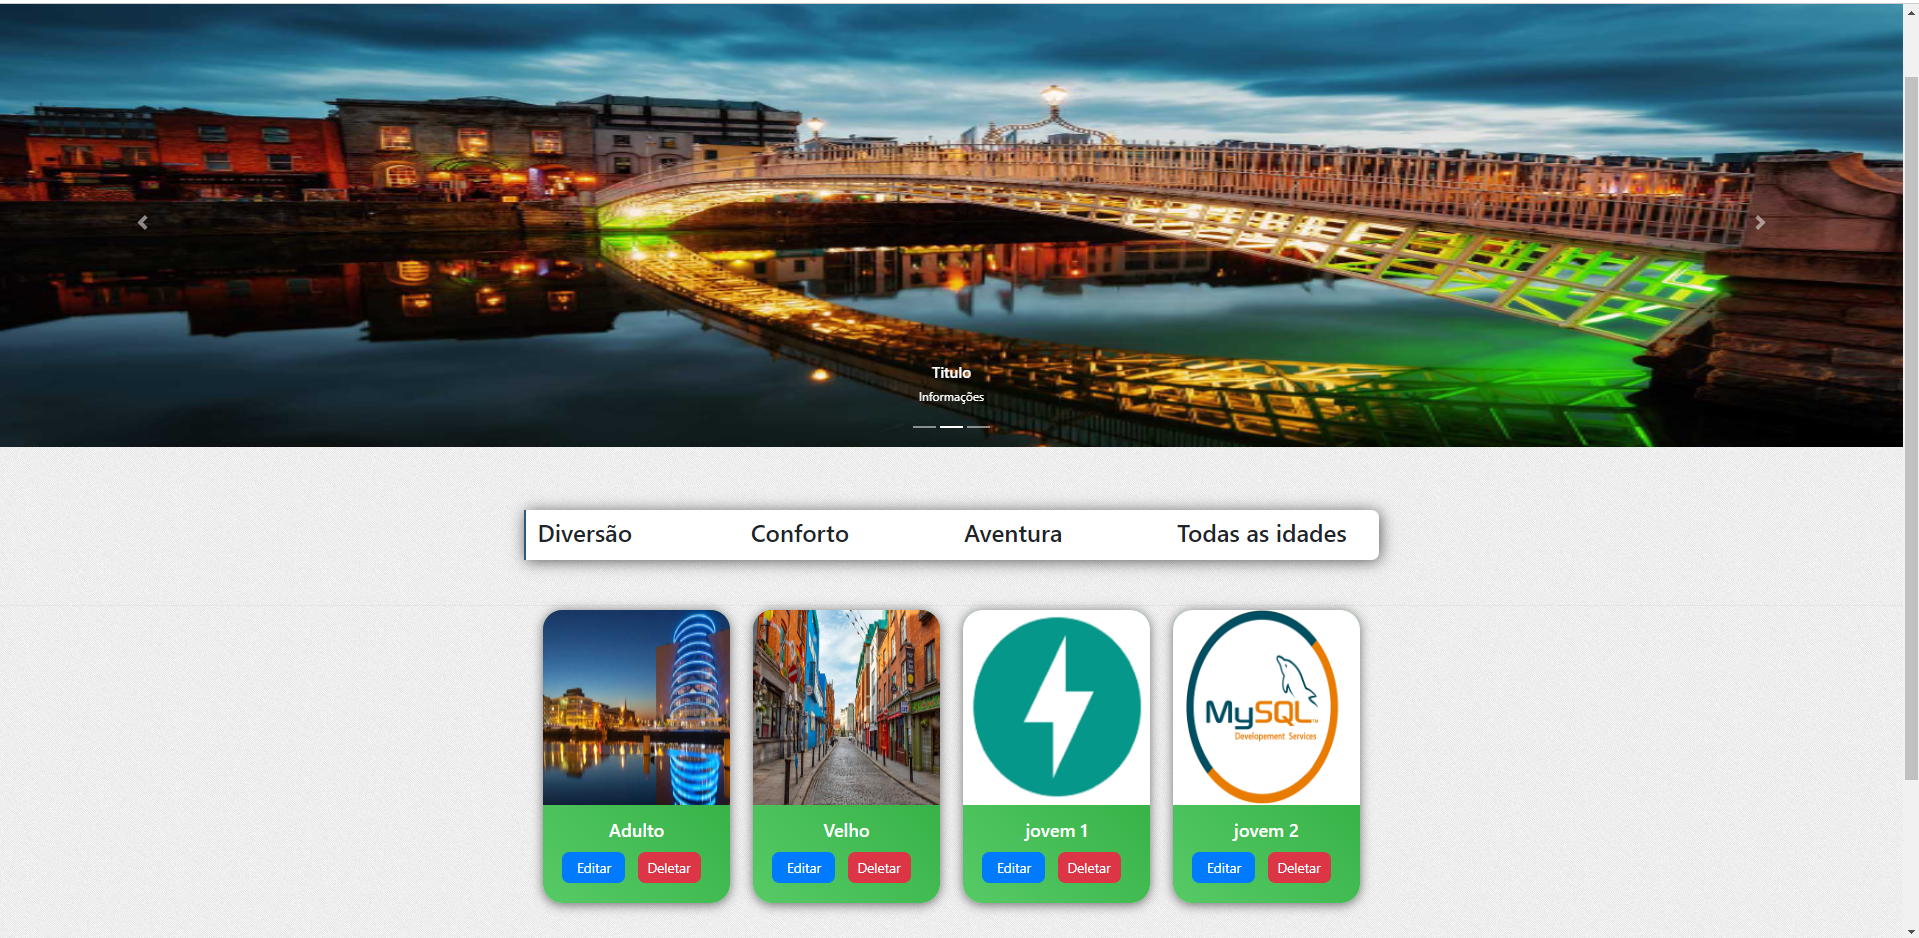 Titulo
Informações
Diversão Conforto Aventura Todas as idades
MySQL™
Developement Services
Adulto Velho jovem 1 jovem 2
Editar Deletar Editar Deletar Editar Deletar Editar Deletar